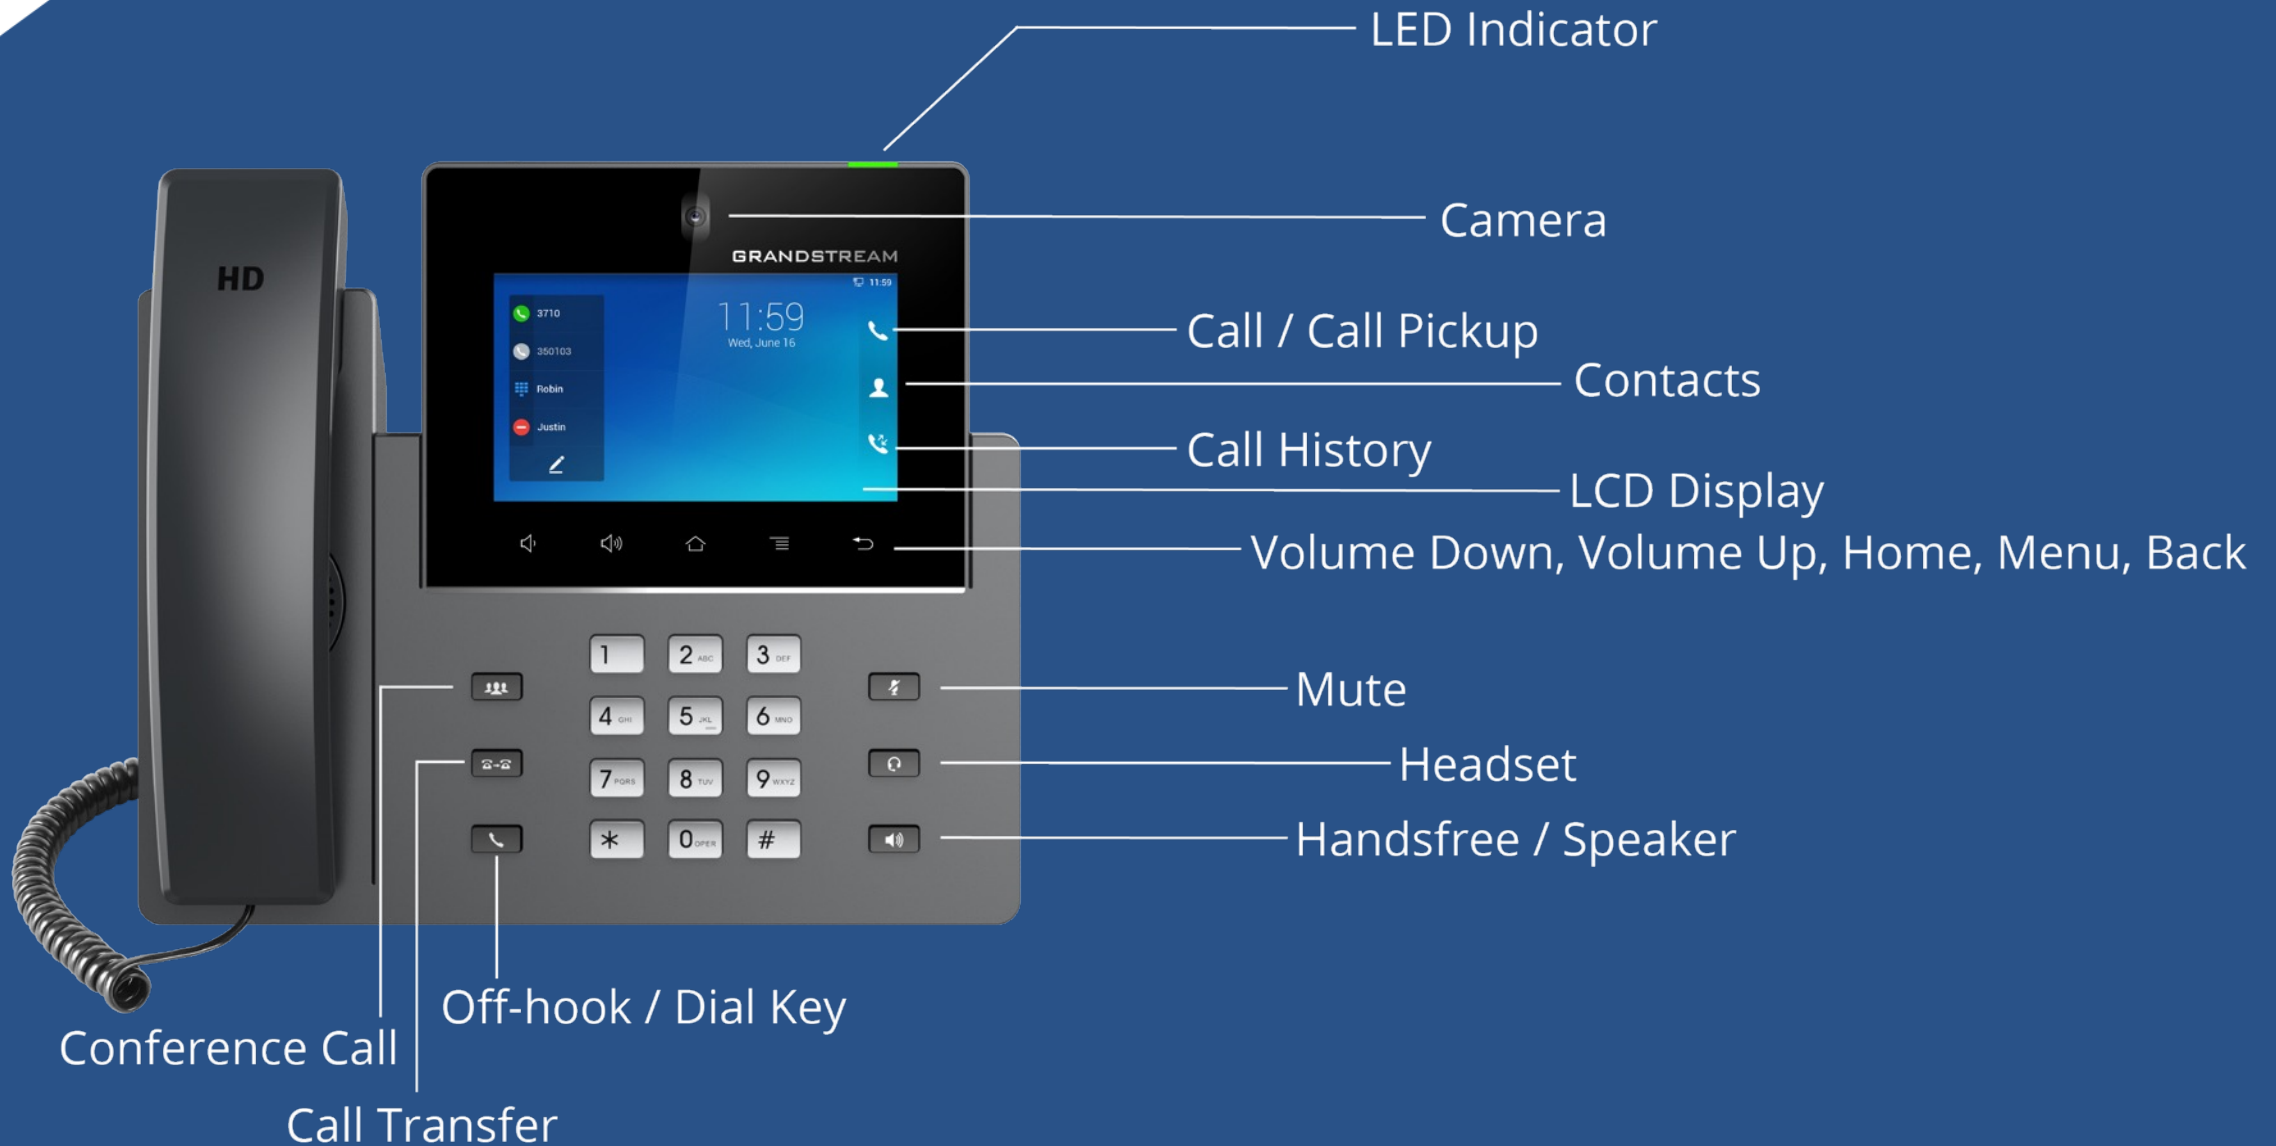 LED Indicator
Camera
HD
GRANDSTREAM
11:59
3710
11:59
Wed, June 16
Call / Call Pickup
350103
Contacts
Robin
Justin
Call History
LCD Display
Volume Down, Volume Up, Home, Menu, Back
1
2 ABC
3 DEF
Mute
4 GHI
5 JKL
6 MNO
Headset
7 PQRS
8 TUV
9 WXYZ
Handsfree / Speaker
*
0 OPER
#
Off-hook / Dial Key
Conference Call
Call Transfer